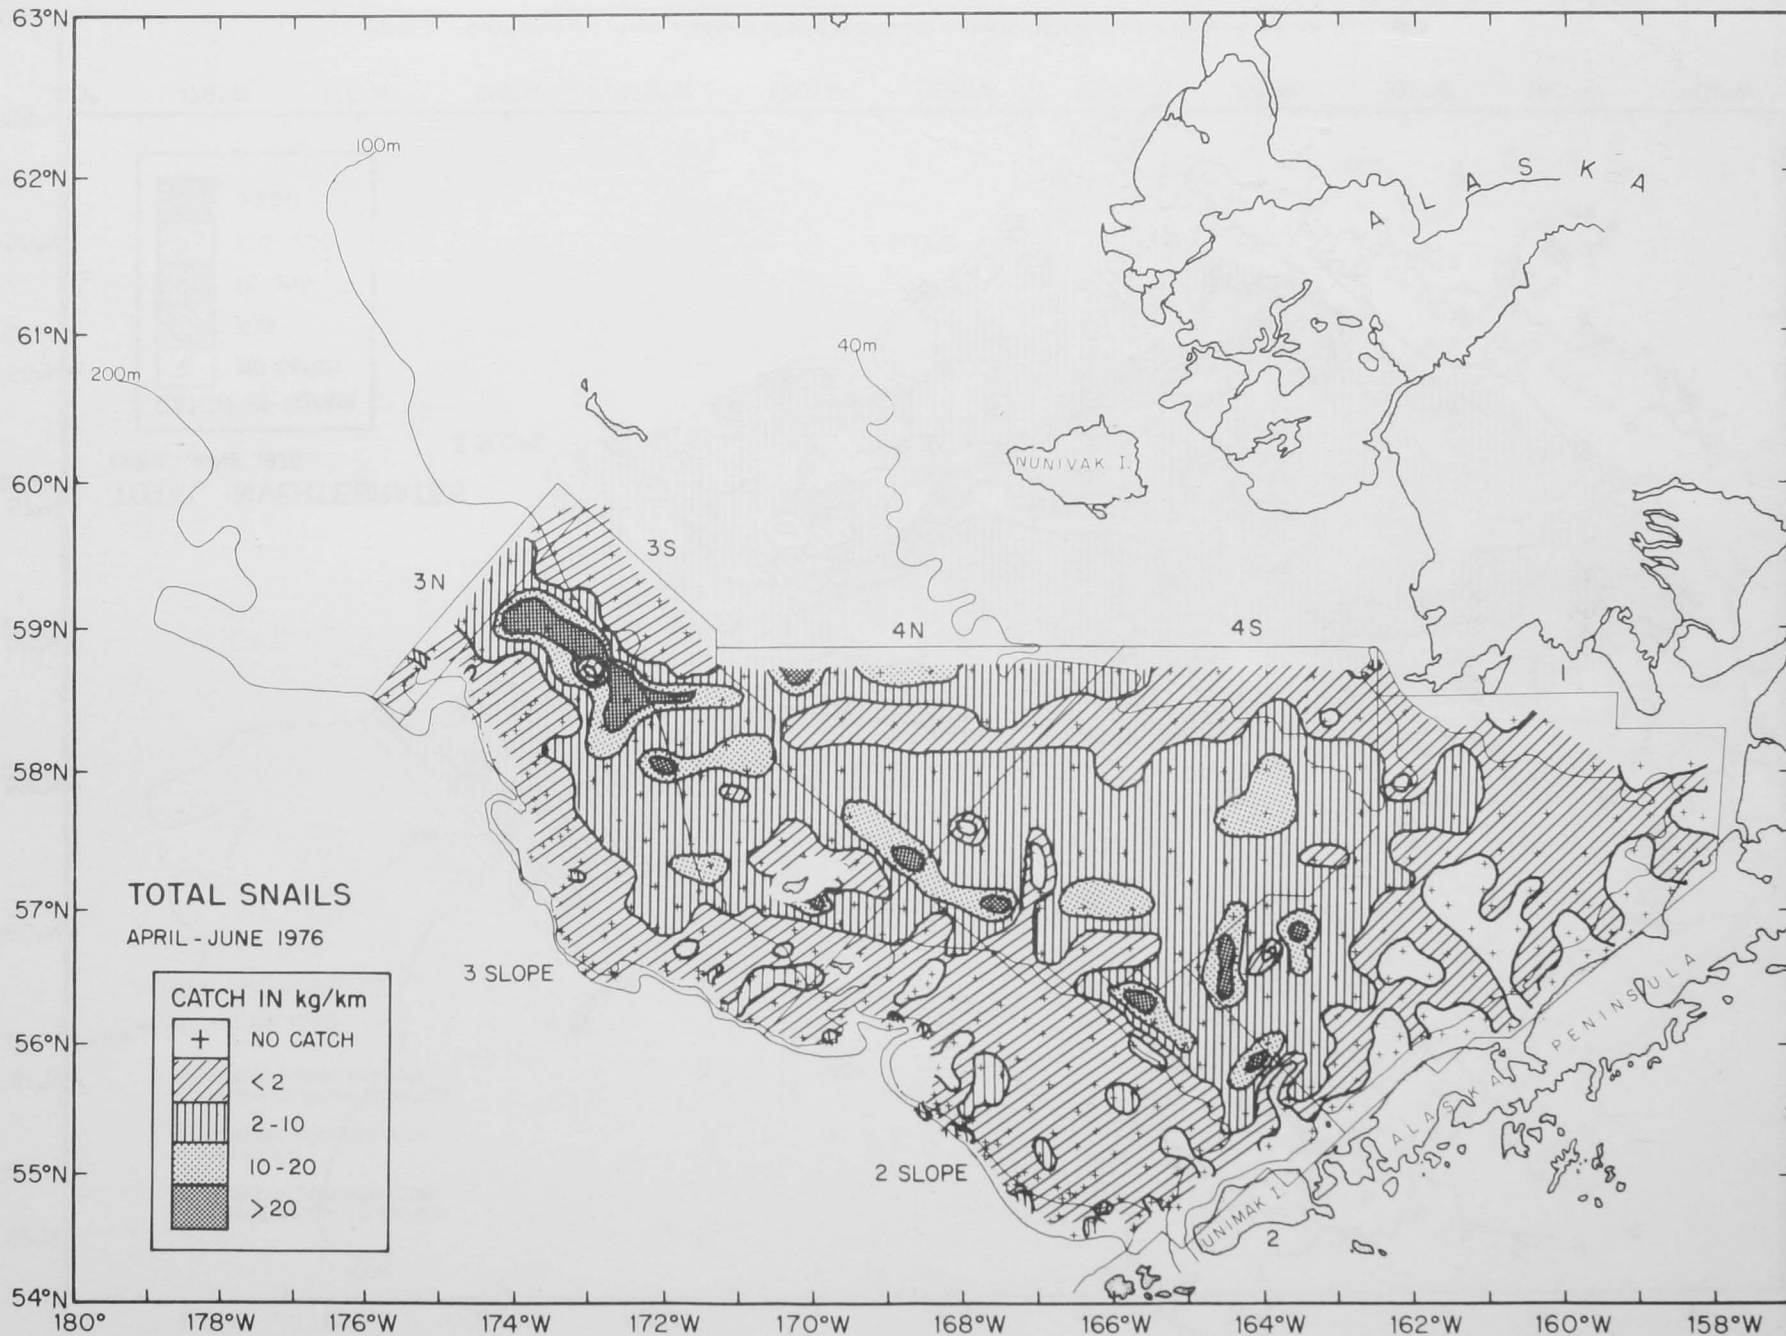 63°N
62°N
61°N
60°N
59°N
58°N
57°N
56°N
55°N
54°N
180°
178°W
176°W
174°W
172°W
170°W
168°W
166°W
164°W
162°W
160°W
158°W
100m
200m
40m
ALASKA
NUNIVAK I.
3N
3S
4N
4S
1
3 SLOPE
2 SLOPE
2
UNIMAK I.
ALASKA PENINSULA
TOTAL SNAILS
APRIL - JUNE 1976
CATCH IN kg/km
+ NO CATCH
< 2
2 - 10
10 - 20
>20